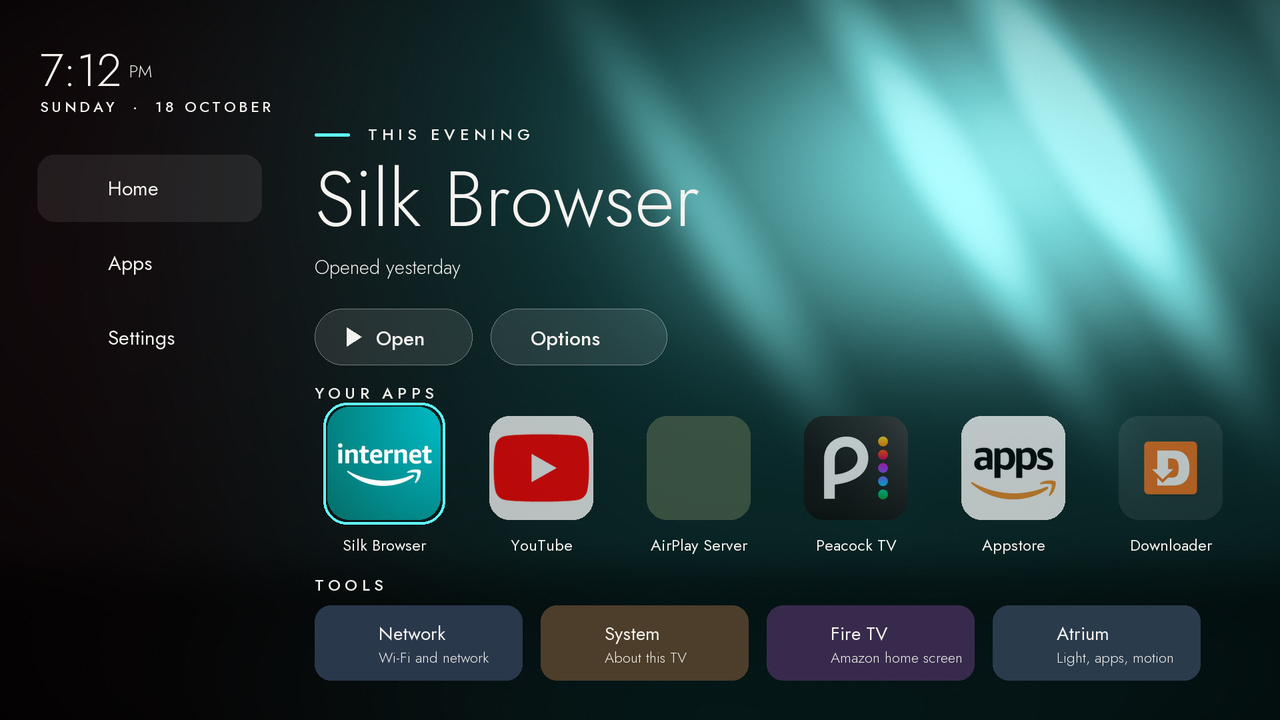 7:12 PM
SUNDAY · 18 OCTOBER
Home
Apps
Settings
THIS EVENING
Silk Browser
Opened yesterday
Open
Options
YOUR APPS
internet
apps
Silk Browser
YouTube
AirPlay Server
Peacock TV
Appstore
Downloader
TOOLS
Network
Wi-Fi and network
System
About this TV
Fire TV
Amazon home screen
Atrium
Light, apps, motion